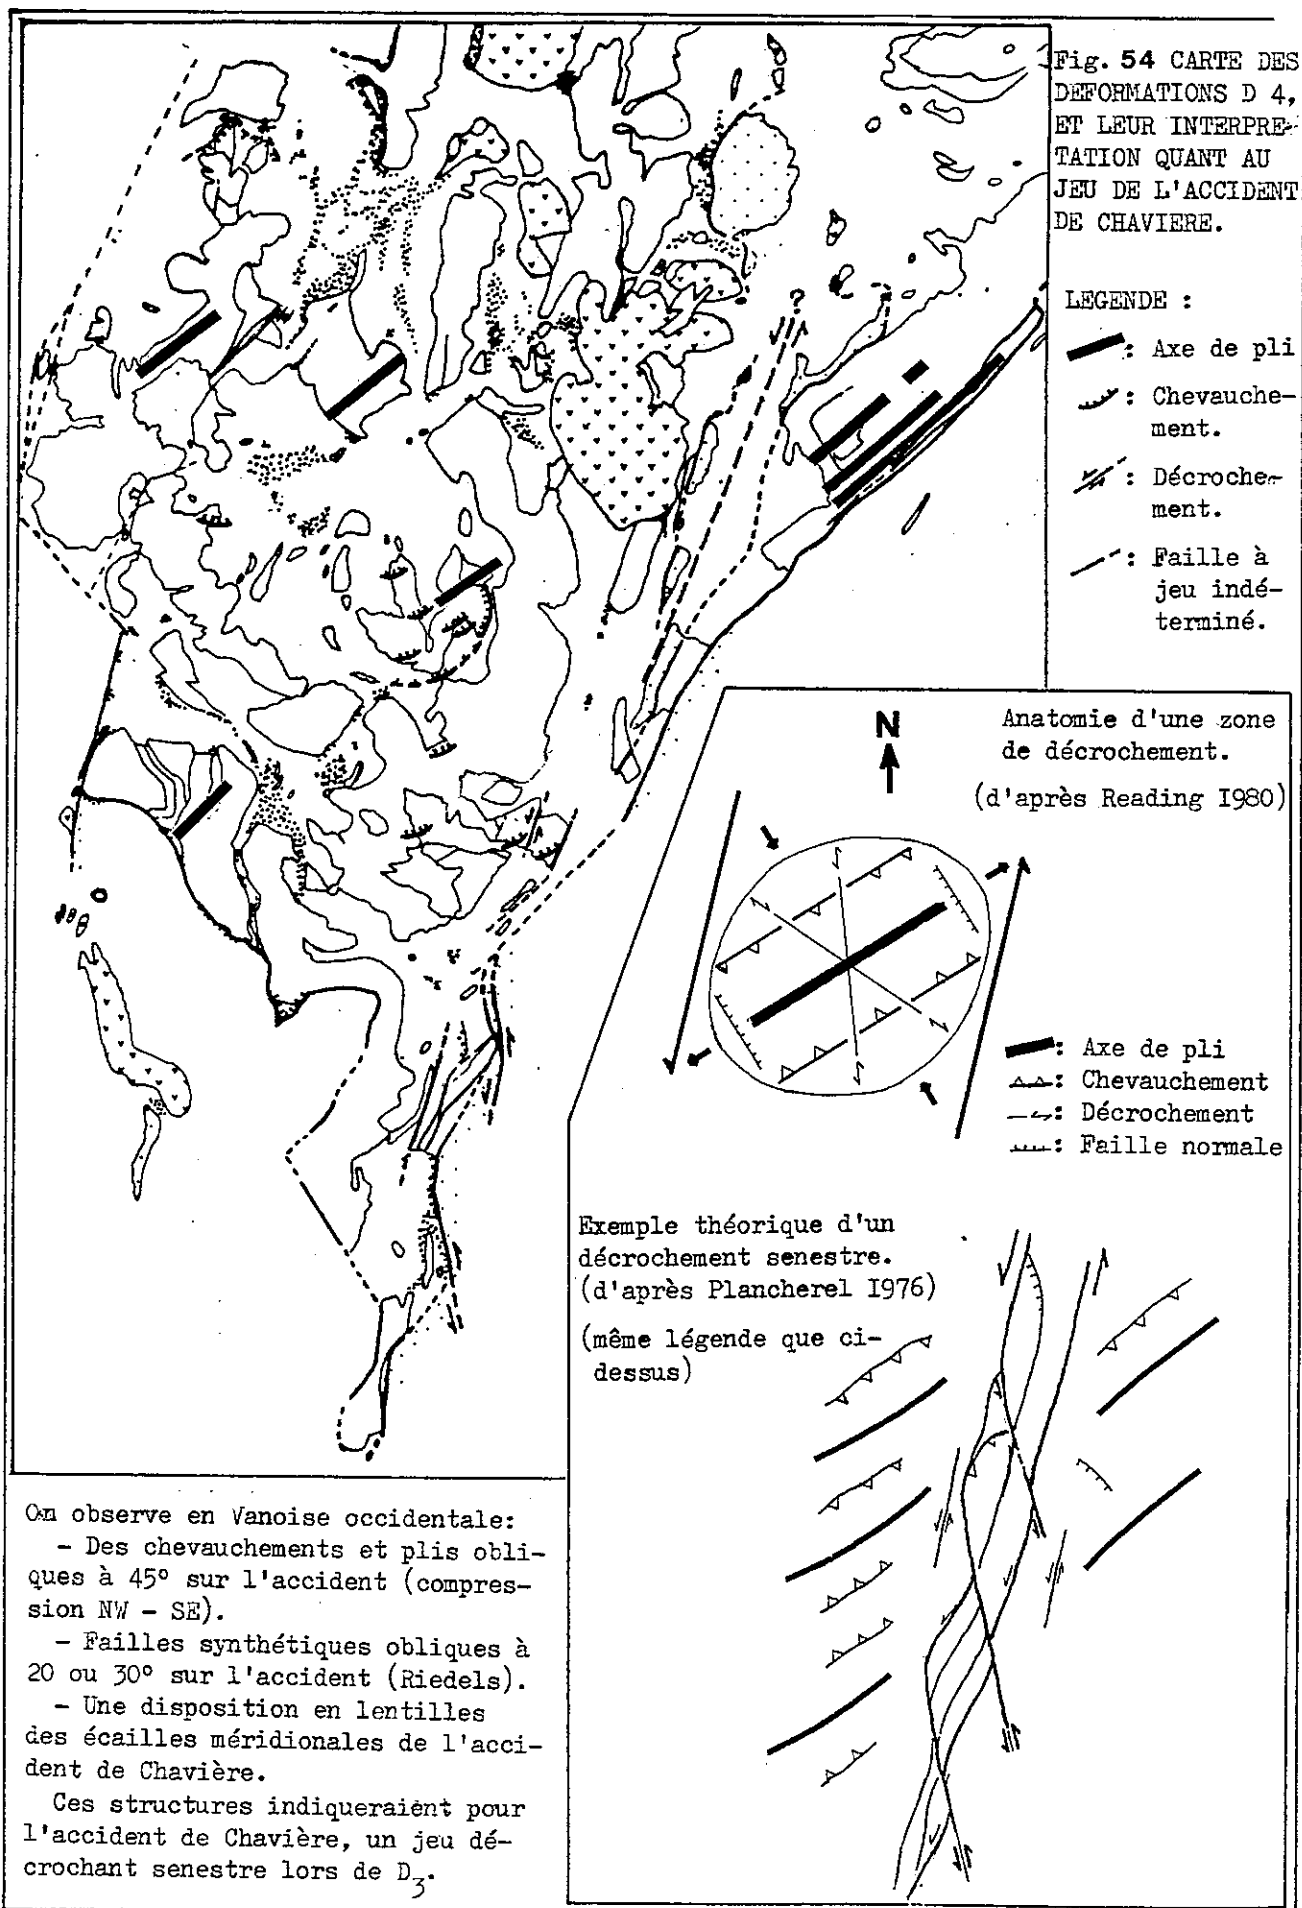 Fig. 54 CARTE DES
DEFORMATIONS D 4,
ET LEUR INTERPRE-
TATION QUANT AU
JEU DE L'ACCIDENT
DE CHAVIERE.
LEGENDE :
: Axe de pli
: Chevauche-
ment.
: Décroche-
ment.
: Faille à
jeu indé-
terminé.
?
N
Anatomie d'une zone
de décrochement.
(d'après Reading I980)
: Axe de pli
: Chevauchement
: Décrochement
: Faille normale
Exemple théorique d'un
décrochement senestre.
(d'après Plancherel I976)
(même légende que ci-
dessus)
On observe en Vanoise occidentale:
- Des chevauchements et plis obli-
ques à 45° sur l'accident (compres-
sion NW - SE).
- Failles synthétiques obliques à
20 ou 30° sur l'accident (Riedels).
- Une disposition en lentilles
des écailles méridionales de l'acci-
dent de Chavière.
Ces structures indiqueraient pour
l'accident de Chavière, un jeu dé-
crochant senestre lors de D3.